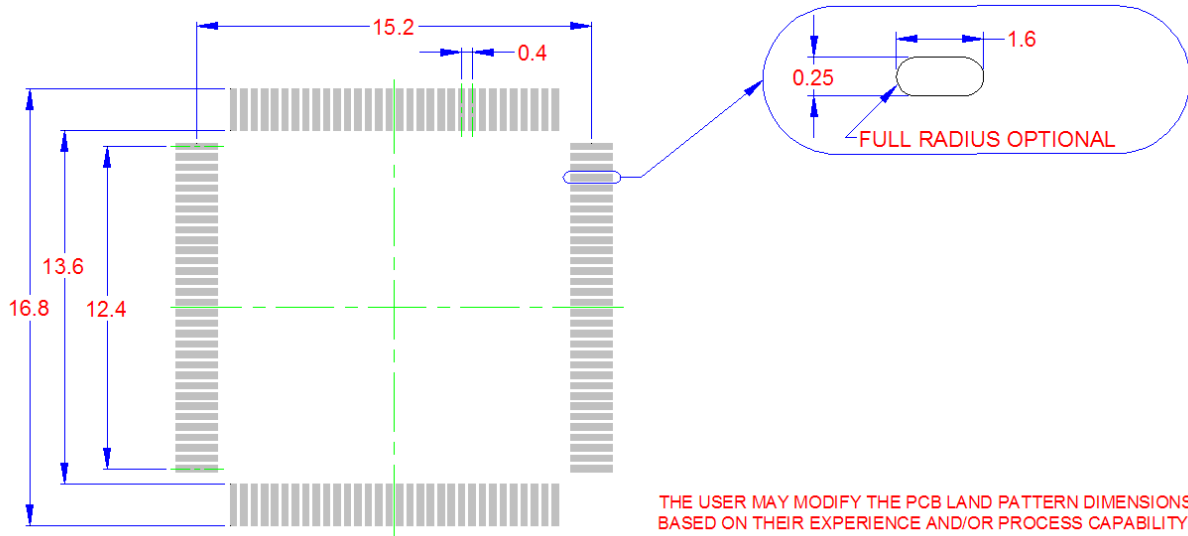 15.2
0.4
1.6
0.25
FULL RADIUS OPTIONAL
13.6
16.8
12.4
THE USER MAY MODIFY THE PCB LAND PATTERN DIMENSIONS
BASED ON THEIR EXPERIENCE AND/OR PROCESS CAPABILITY